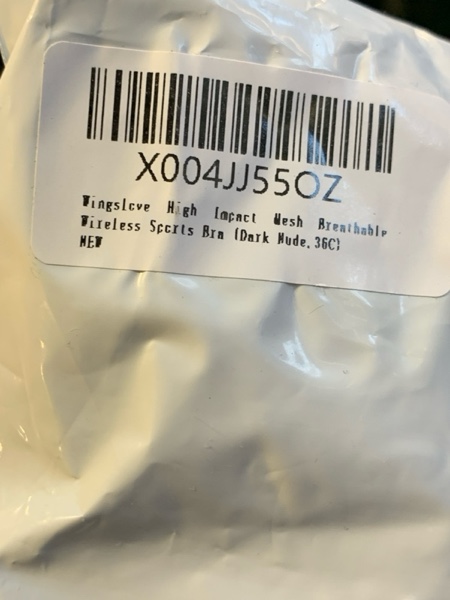 X004JJ55OZ
Wingslove High Impact Mesh Breathable
Wireless Sports Bra (Dark Nude, 36C)
NEW